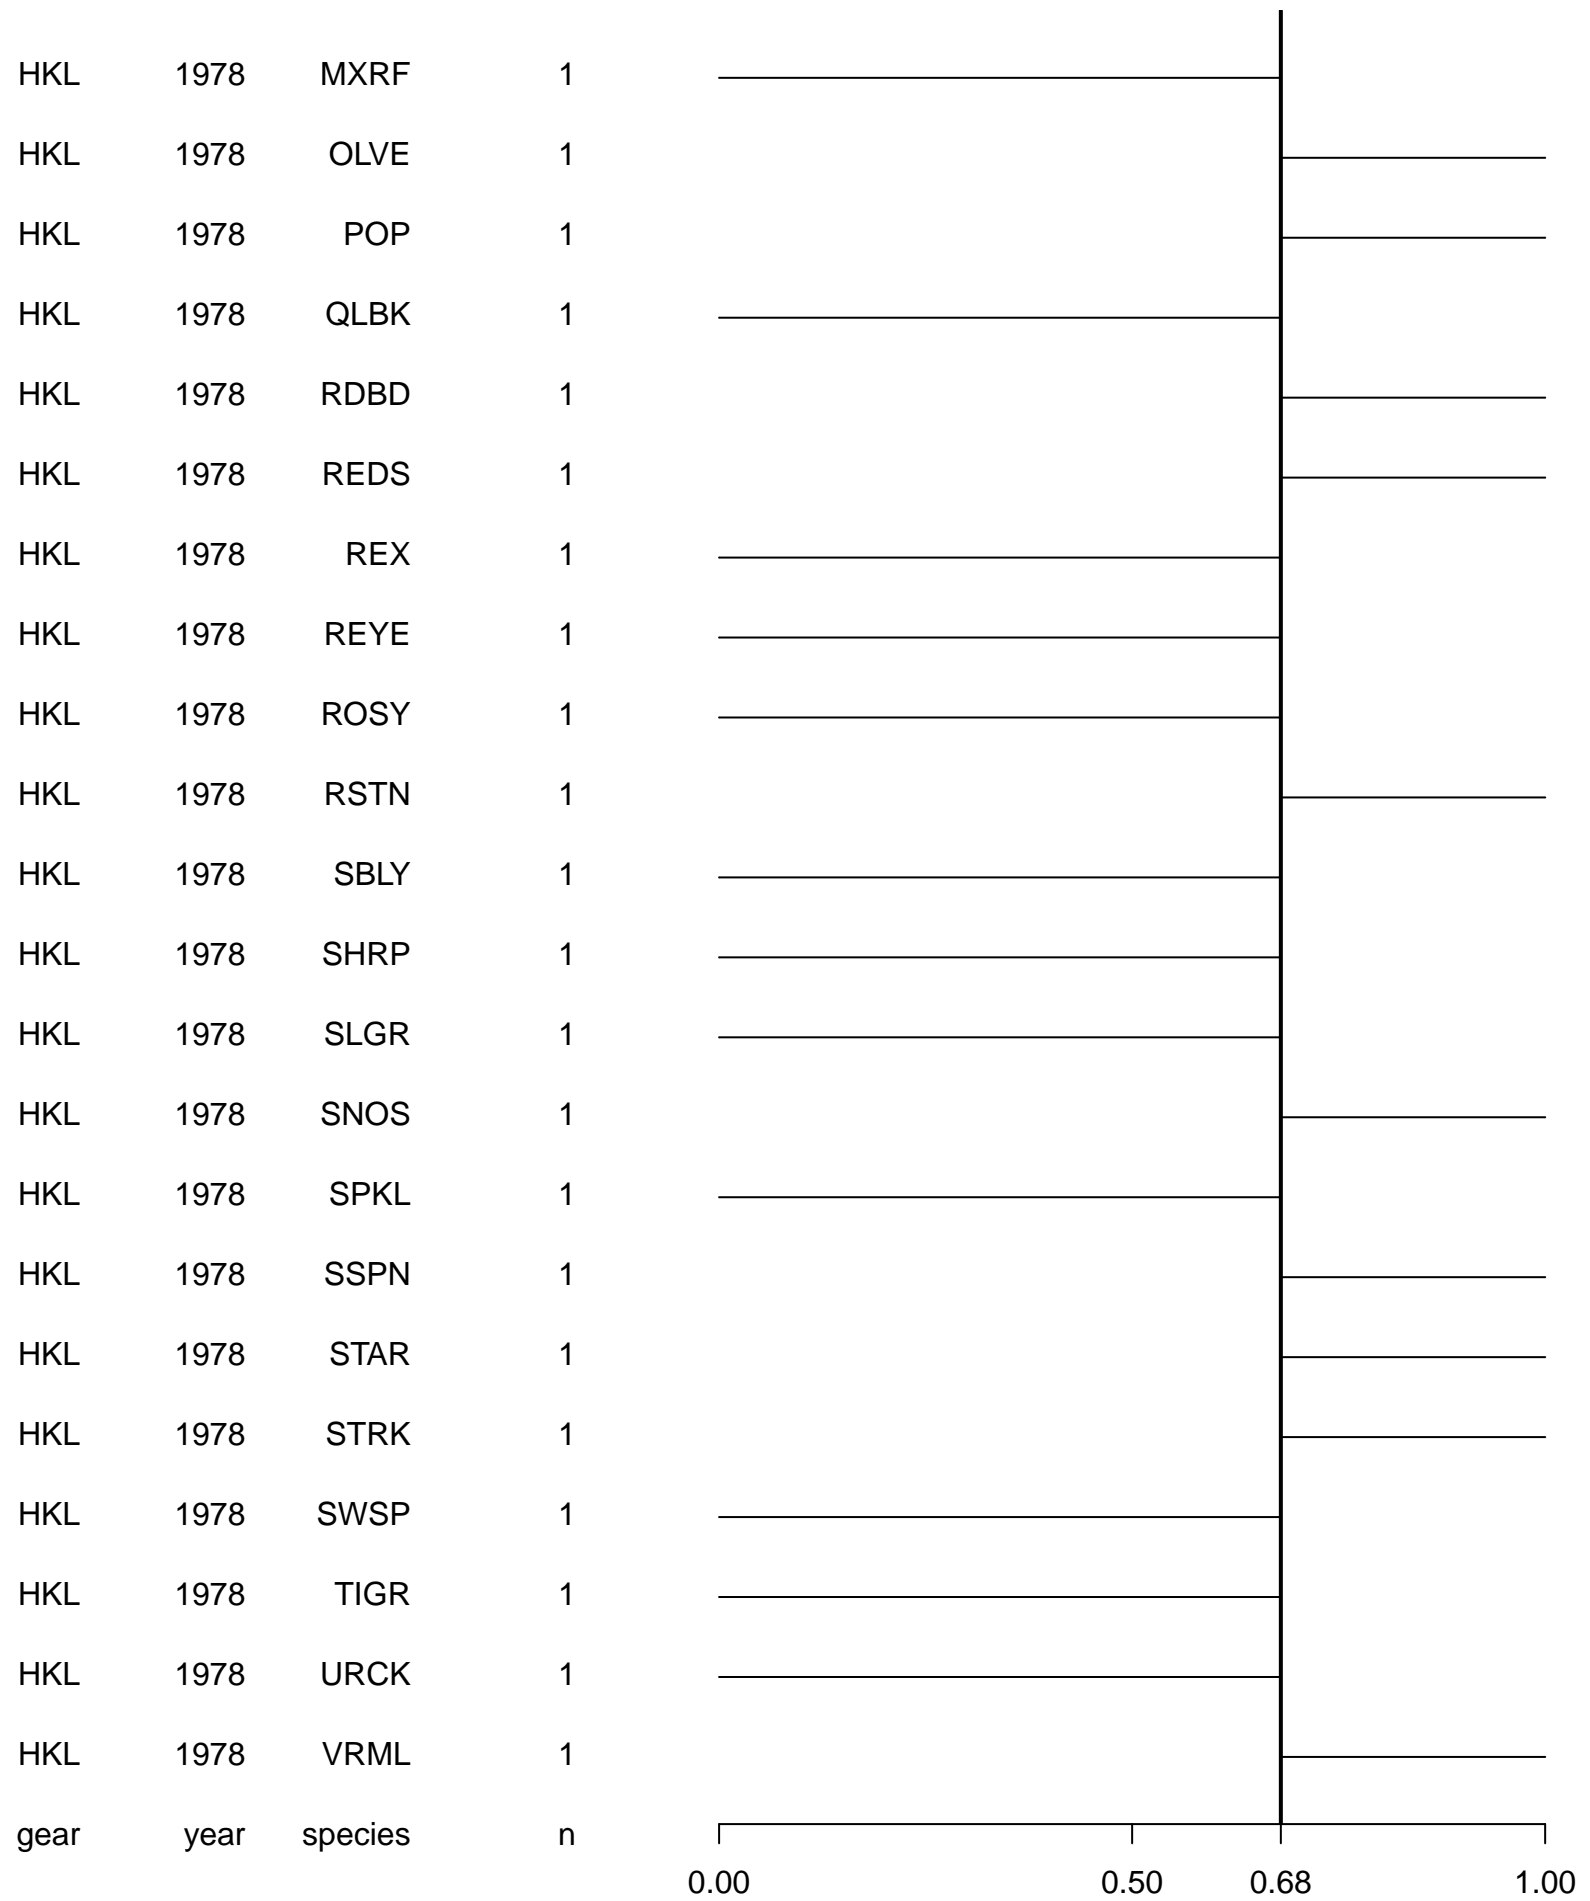 HKL 1978 MXRF 1
HKL 1978 OLVE 1
HKL 1978 POP 1
HKL 1978 QLBK 1
HKL 1978 RDBD 1
HKL 1978 REDS 1
HKL 1978 REX 1
HKL 1978 REYE 1
HKL 1978 ROSY 1
HKL 1978 RSTN 1
HKL 1978 SBLY 1
HKL 1978 SHRP 1
HKL 1978 SLGR 1
HKL 1978 SNOS 1
HKL 1978 SPKL 1
HKL 1978 SSPN 1
HKL 1978 STAR 1
HKL 1978 STRK 1
HKL 1978 SWSP 1
HKL 1978 TIGR 1
HKL 1978 URCK 1
HKL 1978 VRML 1
gear year species n
0.00 0.50 0.68 1.00